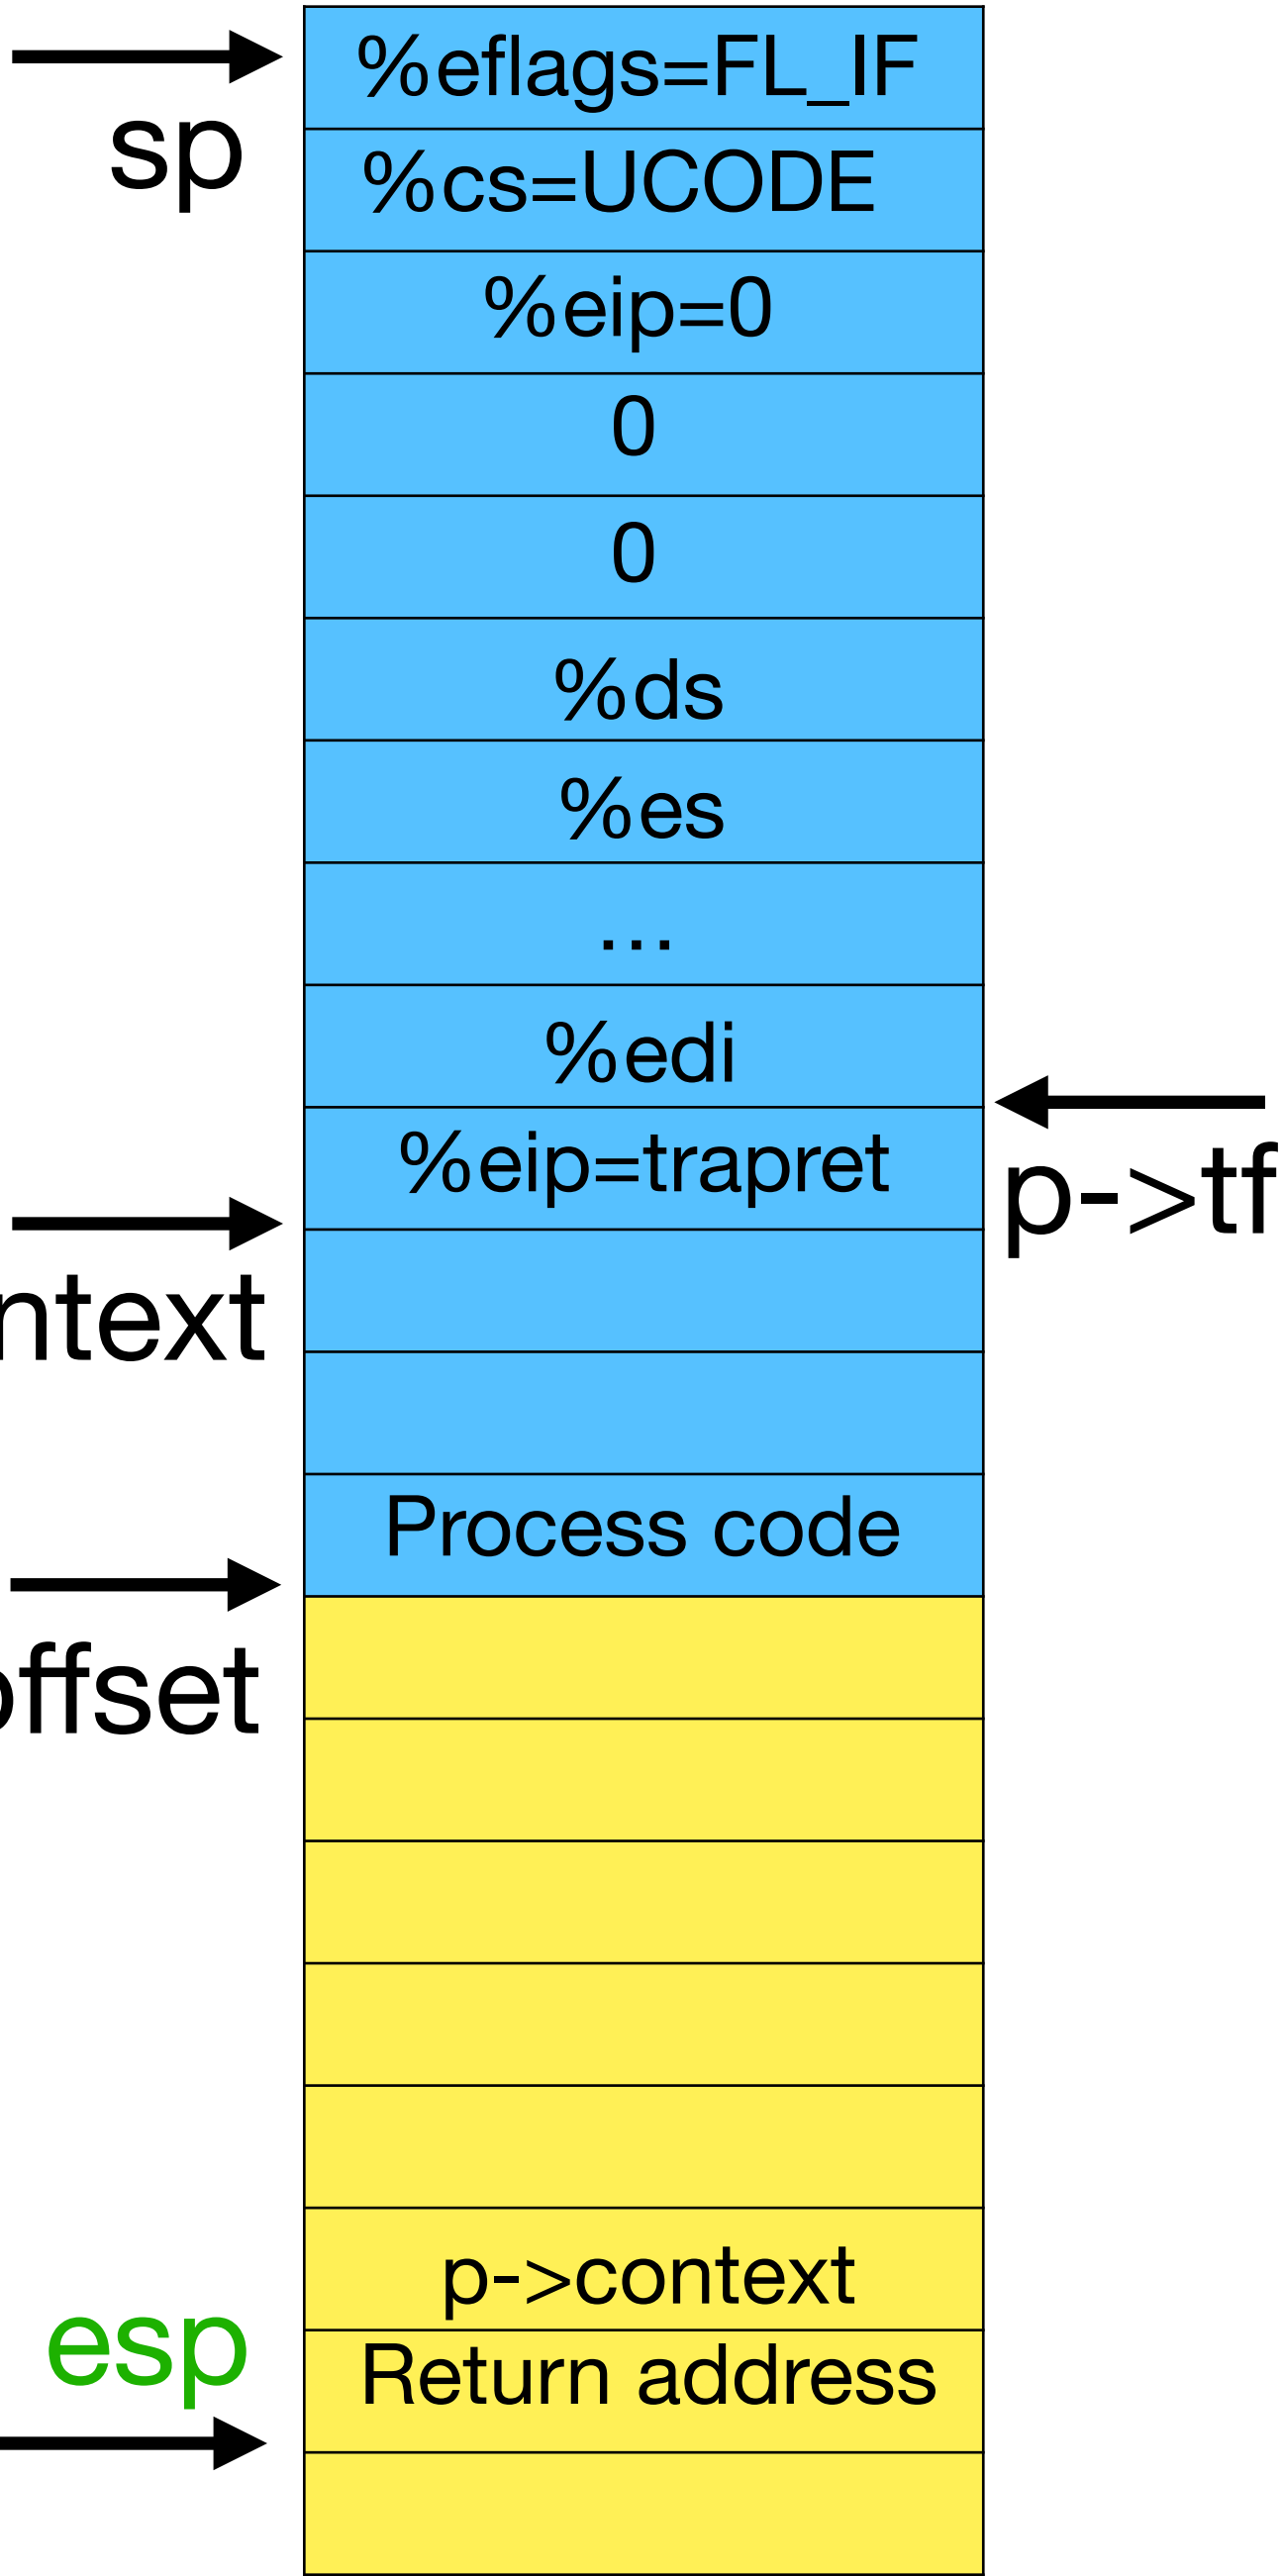 %eflags=FL_IF
sp
%cs=UCODE
%eip=0
0
0
%ds
%es
...
%edi
%eip=trapret
p->tf
ntext
Process code
offset
p->context
esp
Return address